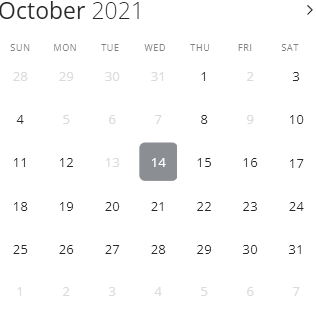 October 2021
SUN MON TUE WED THU FRI SAT
28 29 30 31 1 2 3
4 5 6 7 8 9 10
11 12 13 14 15 16 17
18 19 20 21 22 23 24
25 26 27 28 29 30 31
1 2 3 4 5 6 7